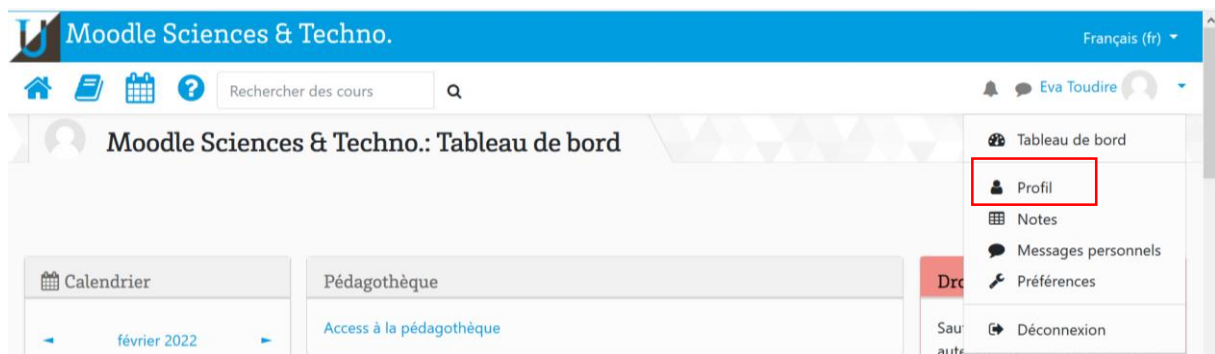 Moodle Sciences & Techno.
Français (fr)
Rechercher des cours
Eva Toudire
Moodle Sciences & Techno.: Tableau de bord
Tableau de bord
Profil
Notes
Messages personnels
Préférences
Déconnexion
Calendrier
février 2022
Pédagothèque
Access à la pédagothèque